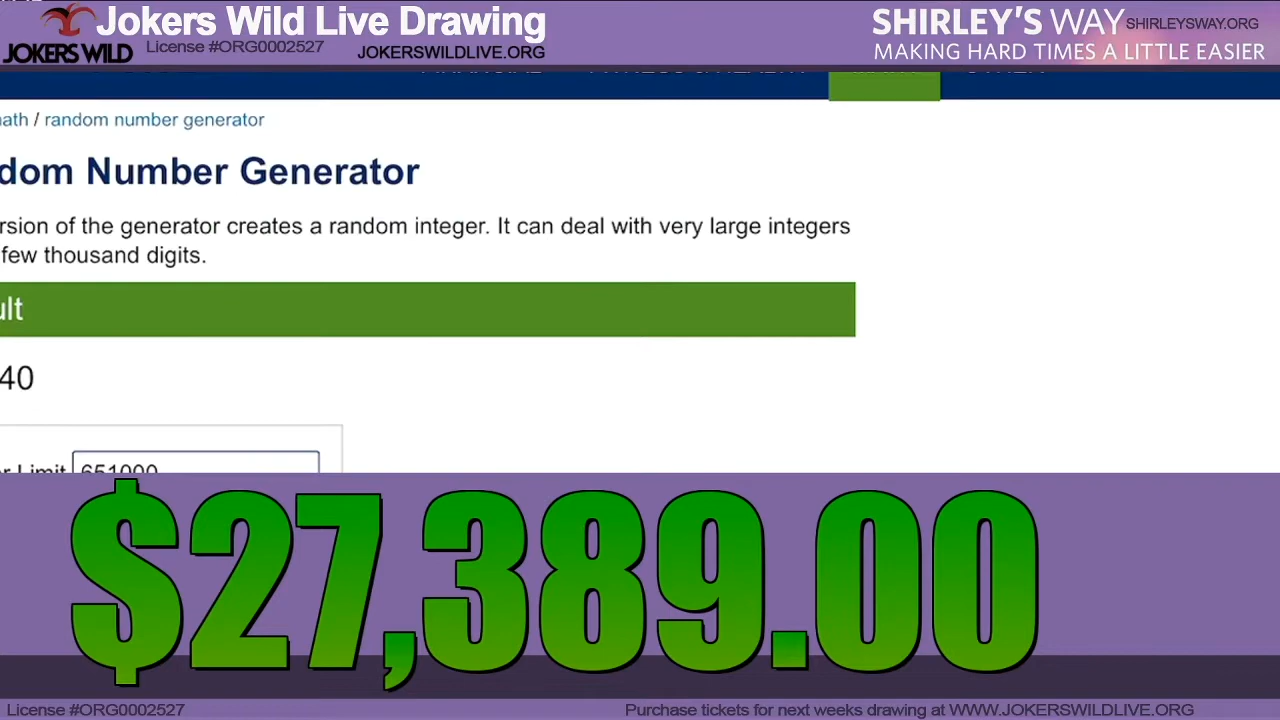 Jokers Wild Live Drawing
JOKERS WILD
License #ORG0002527
JOKERSWILDLIVE.ORG
SHIRLEY'S WAY
SHIRLEYSWAY.ORG
MAKING HARD TIMES A LITTLE EASIER
ath / random number generator
dom Number Generator
rsion of the generator creates a random integer. It can deal with very large integers
few thousand digits.
ult
40
er Limit 651000
$27,389.00
License #ORG0002527
Purchase tickets for next weeks drawing at WWW.JOKERSWILDLIVE.ORG